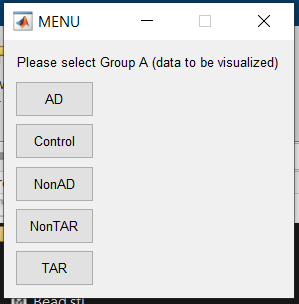 MENU
Please select Group A (data to be visualized)
AD
Control
NonAD
NonTAR
TAR